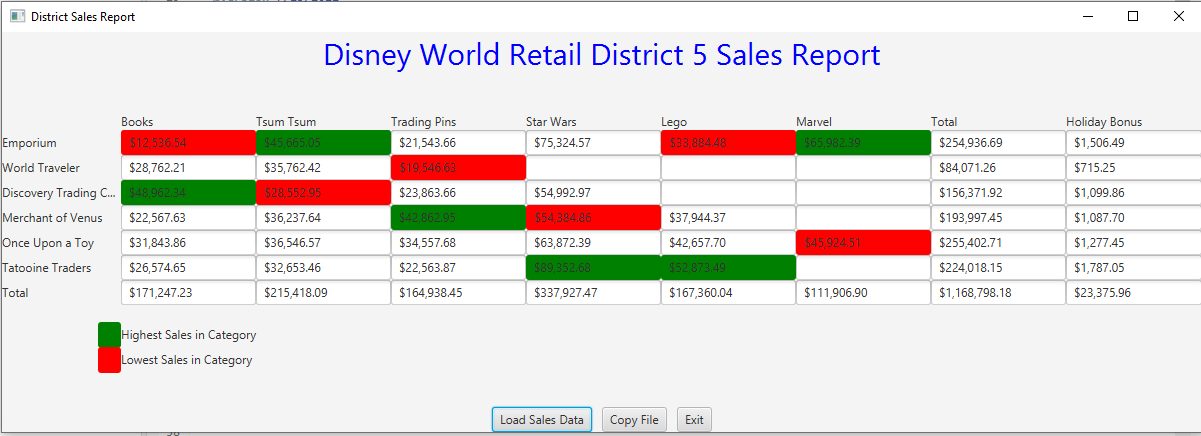 District Sales Report
Disney World Retail District 5 Sales Report
Books Tsum Tsum Trading Pins Star Wars Lego Marvel Total Holiday Bonus
Emporium $12,536.54 $45,665.05 $21,543.66 $75,324.57 $33,884.48 $65,982.39 $254,936.69 $1,506.49
World Traveler $28,762.21 $35,762.42 $19,546.63 $84,071.26 $715.25
Discovery Trading C... $48,962.34 $28,552.95 $23,863.66 $54,992.97 $156,371.92 $1,099.86
Merchant of Venus $22,567.63 $36,237.64 $42,862.95 $54,384.86 $37,944.37 $193,997.45 $1,087.70
Once Upon a Toy $31,843.86 $36,546.57 $34,557.68 $63,872.39 $42,657.70 $45,924.51 $255,402.71 $1,277.45
Tatooine Traders $26,574.65 $32,653.46 $22,563.87 $89,352.68 $52,873.49 $224,018.15 $1,787.05
Total $171,247.23 $215,418.09 $164,938.45 $337,927.47 $167,360.04 $111,906.90 $1,168,798.18 $23,375.96
Highest Sales in Category
Lowest Sales in Category
Load Sales Data Copy File Exit